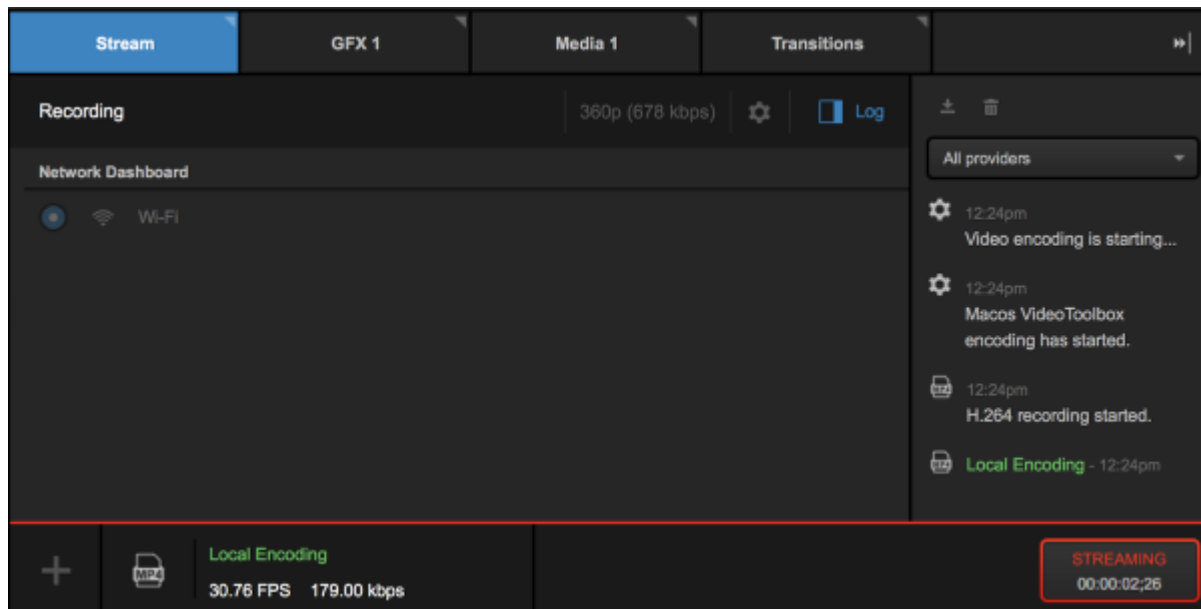 Stream GFX 1 Media 1 Transitions
Recording 360p (678 kbps) Log
Network Dashboard
Wi-Fi
All providers
12:24pm
Video encoding is starting...
12:24pm
Macos VideoToolbox
encoding has started.
12:24pm
H.264 recording started.
Local Encoding - 12:24pm
MP4
Local Encoding
30.76 FPS 179.00 kbps
STREAMING
00:00:02;26